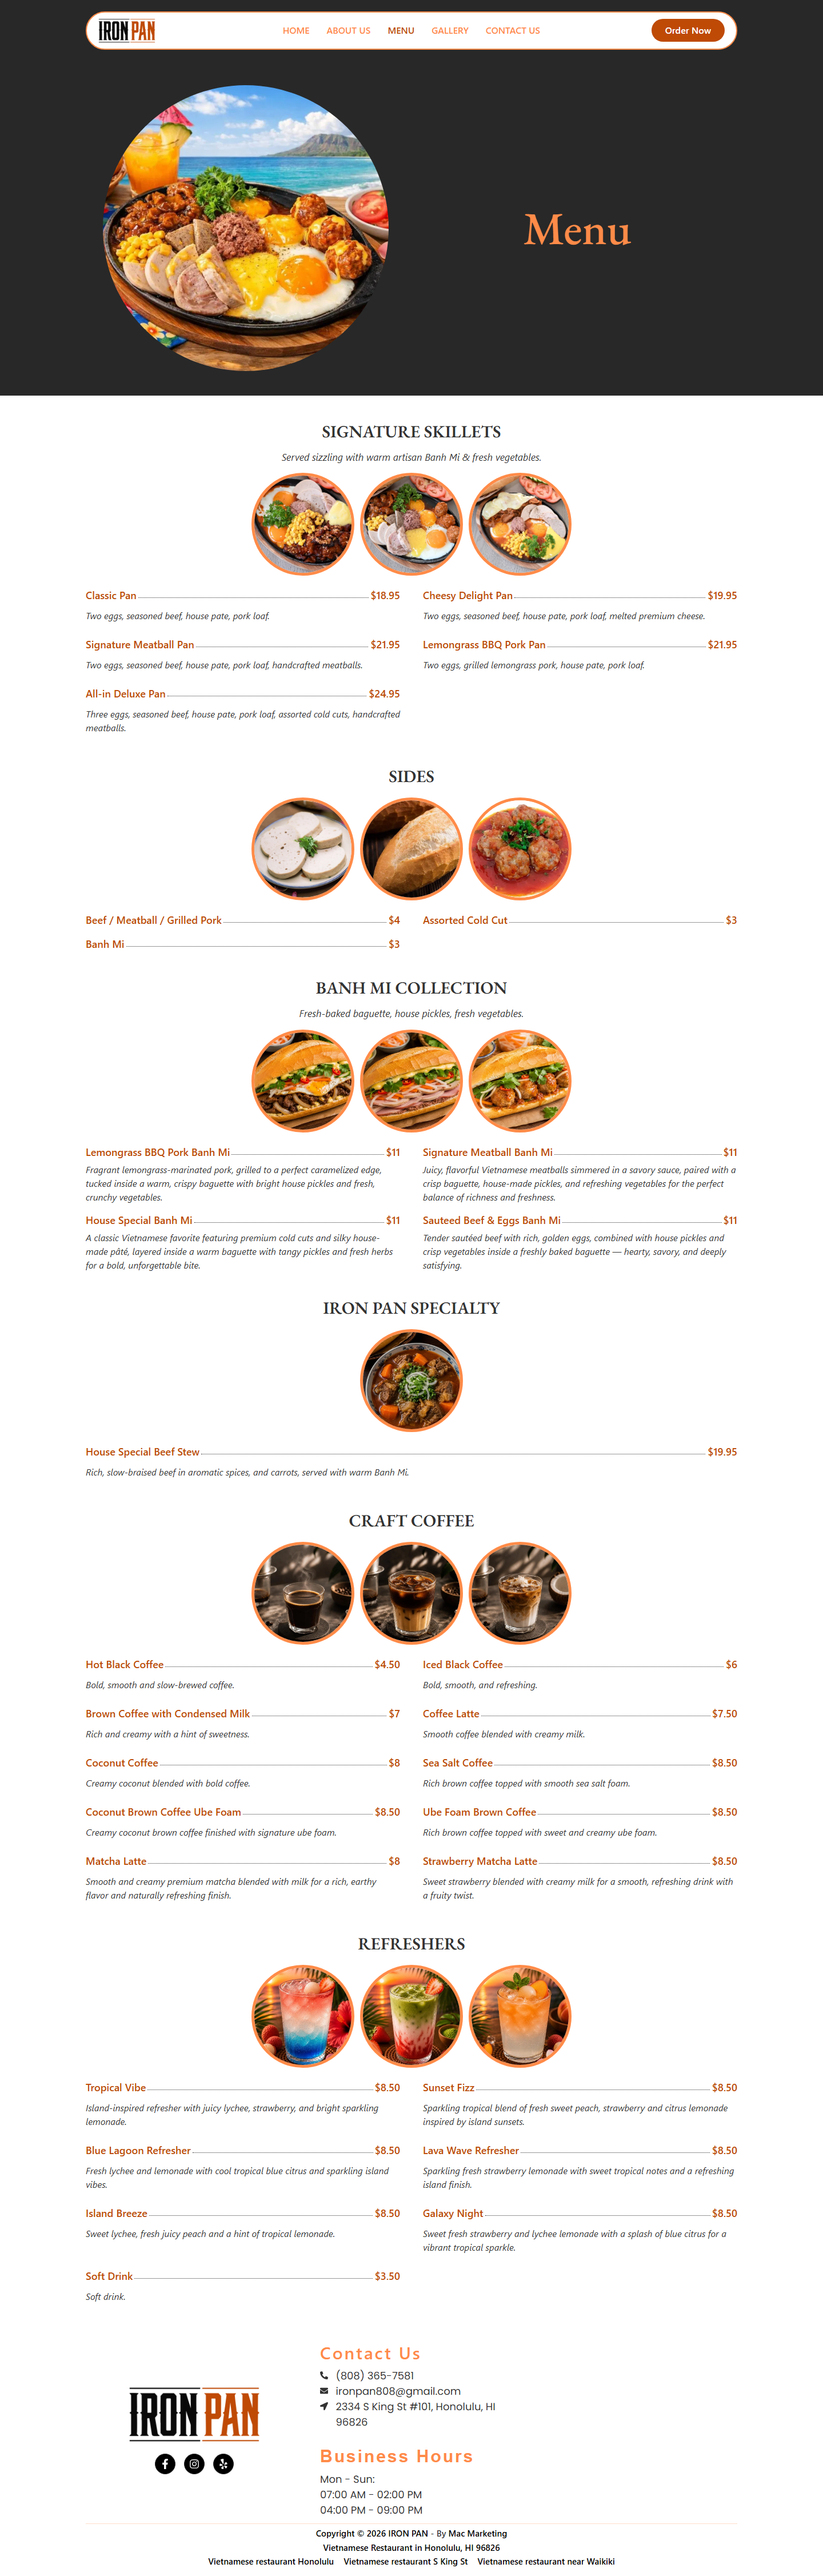 IRON PAN
HOME ABOUT US MENU GALLERY CONTACT US
Order Now
Menu
SIGNATURE SKILLETS
Served sizzling with warm artisan Banh Mi & fresh vegetables.
Classic Pan $18.95
Two eggs, seasoned beef, house pate, pork loaf.
Cheesy Delight Pan $19.95
Two eggs, seasoned beef, house pate, pork loaf, melted premium cheese.
Signature Meatball Pan $21.95
Two eggs, seasoned beef, house pate, pork loaf, handcrafted meatballs.
Lemongrass BBQ Pork Pan $21.95
Two eggs, grilled lemongrass pork, house pate, pork loaf.
All-in Deluxe Pan $24.95
Three eggs, seasoned beef, house pate, pork loaf, assorted cold cuts, handcrafted
meatballs.
SIDES
Beef / Meatball / Grilled Pork $4
Assorted Cold Cut $3
Banh Mi $3
BANH MI COLLECTION
Fresh-baked baguette, house pickles, fresh vegetables.
Lemongrass BBQ Pork Banh Mi $11
Fragrant lemongrass-marinated pork, grilled to a perfect caramelized edge,
tucked inside a warm, crispy baguette with bright house pickles and fresh,
crunchy vegetables.
Signature Meatball Banh Mi $11
Juicy, flavorful Vietnamese meatballs simmered in a savory sauce, paired with a
crisp baguette, house-made pickles, and refreshing vegetables for the perfect
balance of richness and freshness.
House Special Banh Mi $11
A classic Vietnamese favorite featuring premium cold cuts and silky house-
made pâté, layered inside a warm baguette with tangy pickles and fresh herbs
for a bold, unforgettable bite.
Sauteed Beef & Eggs Banh Mi $11
Tender sautéed beef with rich, golden eggs, combined with house pickles and
crisp vegetables inside a freshly baked baguette — hearty, savory, and deeply
satisfying.
IRON PAN SPECIALTY
House Special Beef Stew $19.95
Rich, slow-braised beef in aromatic spices, and carrots, served with warm Banh Mi.
CRAFT COFFEE
Hot Black Coffee $4.50
Bold, smooth and slow-brewed coffee.
Iced Black Coffee $6
Bold, smooth, and refreshing.
Brown Coffee with Condensed Milk $7
Rich and creamy with a hint of sweetness.
Coffee Latte $7.50
Smooth coffee blended with creamy milk.
Coconut Coffee $8
Creamy coconut blended with bold coffee.
Sea Salt Coffee $8.50
Rich brown coffee topped with smooth sea salt foam.
Coconut Brown Coffee Ube Foam $8.50
Creamy coconut brown coffee finished with signature ube foam.
Ube Foam Brown Coffee $8.50
Rich brown coffee topped with sweet and creamy ube foam.
Matcha Latte $8
Smooth and creamy premium matcha blended with milk for a rich, earthy
flavor and naturally refreshing finish.
Strawberry Matcha Latte $8.50
Sweet strawberry blended with creamy milk for a smooth, refreshing drink with
a fruity twist.
REFRESHERS
Tropical Vibe $8.50
Island-inspired refresher with juicy lychee, strawberry, and bright sparkling
lemonade.
Sunset Fizz $8.50
Sparkling tropical blend of fresh sweet peach, strawberry and citrus lemonade
inspired by island sunsets.
Blue Lagoon Refresher $8.50
Fresh lychee and lemonade with cool tropical blue citrus and sparkling island
vibes.
Lava Wave Refresher $8.50
Sparkling fresh strawberry lemonade with sweet tropical notes and a refreshing
island finish.
Island Breeze $8.50
Sweet lychee, fresh juicy peach and a hint of tropical lemonade.
Galaxy Night $8.50
Sweet fresh strawberry and lychee lemonade with a splash of blue citrus for a
vibrant tropical sparkle.
Soft Drink $3.50
Soft drink.
IRON PAN
Contact Us
(808) 365-7581
ironpan808@gmail.com
2334 S King St #101, Honolulu, HI
96826
Business Hours
Mon - Sun:
07:00 AM - 02:00 PM
04:00 PM - 09:00 PM
Copyright © 2026 IRON PAN - By Mac Marketing
Vietnamese Restaurant in Honolulu, HI 96826
Vietnamese restaurant Honolulu Vietnamese restaurant S King St Vietnamese restaurant near Waikiki